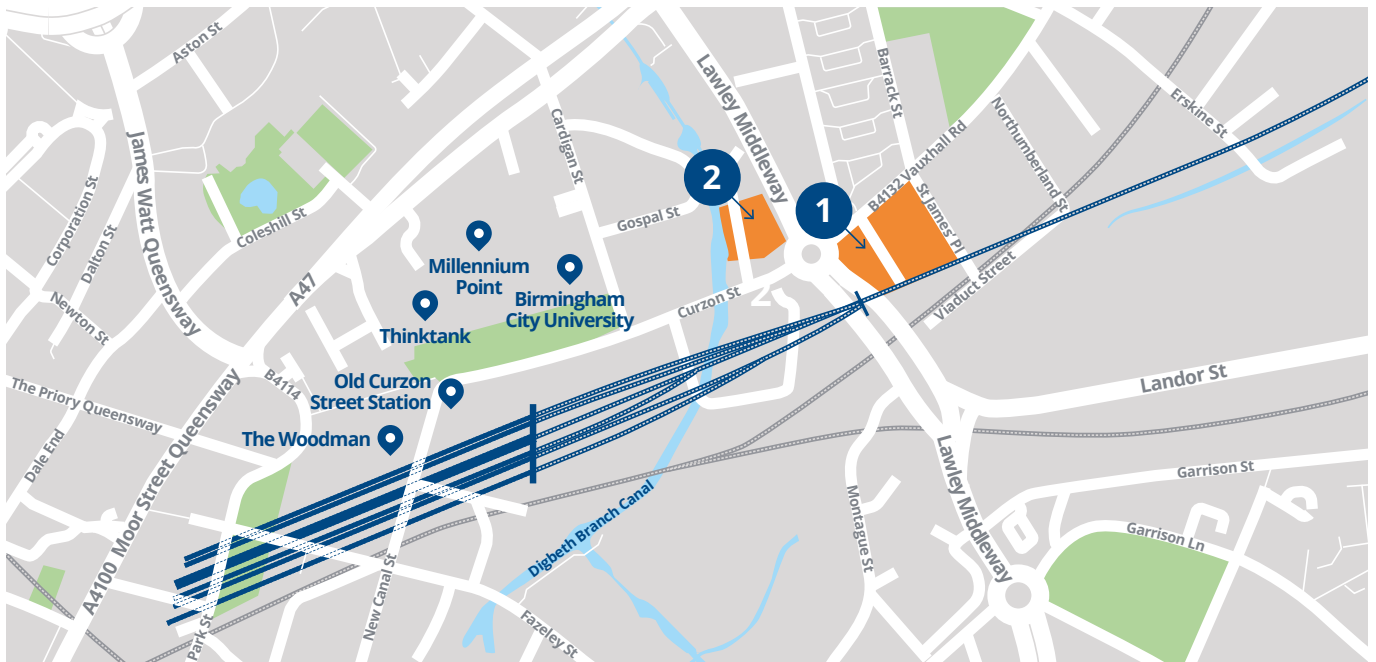 Aston St
James Watt Queensway
Corporation St
Dalton St
Newton St
Coleshill St
A47
Cardigan St
Gospal St
Lawley Middleway
Barrack St
B4132 Vauxhall Rd
Northumberland St
Erskine St
2
1
St James' Pl
Viaduct Street
Millennium
Point
Birmingham
City University
Thinktank
Curzon St
2
Old Curzon
Street Station
The Woodman
B4114
The Priory Queensway
Dale End
A4100 Moor Street Queensway
Park St
New Canal St
Fazeley St
Digbeth Branch Canal
Landor St
Lawley Middleway
Montague St
Garrison St
Garrison Ln